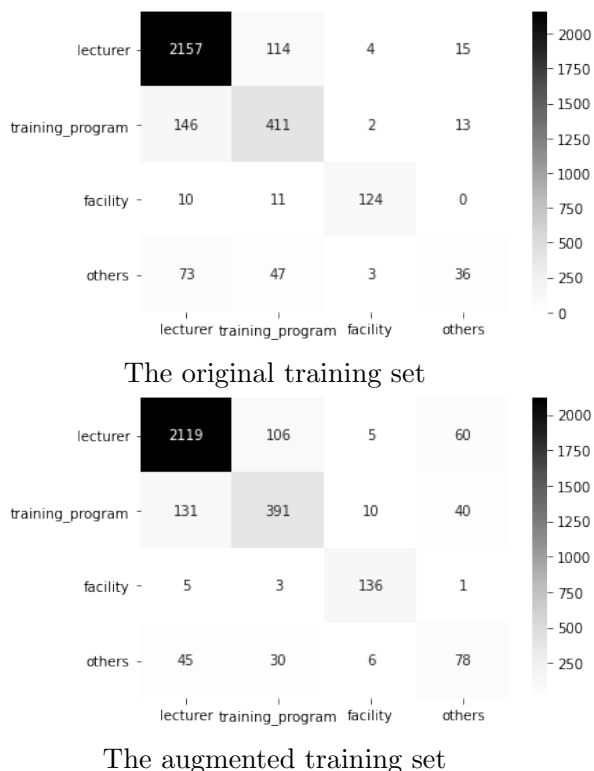 lecturer 2157 114 4 15
training_program 146 411 2 13
facility 10 11 124 0
others 73 47 3 36
lecturer training_program facility others
2000
1750
1500
1250
1000
750
500
250
0
The original training set
lecturer 2119 106 5 60
training_program 131 391 10 40
facility 5 3 136 1
others 45 30 6 78
lecturer training_program facility others
2000
1750
1500
1250
1000
750
500
250
The augmented training set